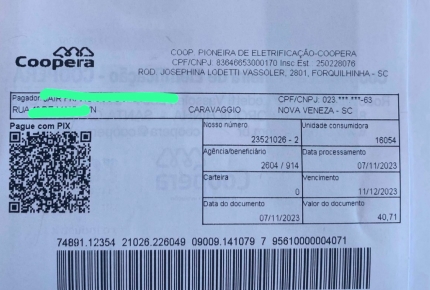 Coopera
COOP. PIONEIRA DE ELETRIFICAÇÃO-COOPERA
CPF/CNPJ: 83646653000170 Insc Est 250226076
ROD. JOSEPHINA LODETTI VASSOLER, 2801, FORQUILHINHA - SC
Pagador CPF/CNPJ: 023.*** ***-63
RUA CARAVAGGIO NOVA VENEZA - SC
Pague com PIX
Nosso número Unidade consumidora
23521026 - 2 16054
Agência/beneficiário Data processamento
2604 / 914 07/11/2023
Carteira Vencimento
0 11/12/2023
Data do documento Valor do documento
07/11/2023 40,71
74891.12354 21026.226049 09009.141079 7 95610000004071